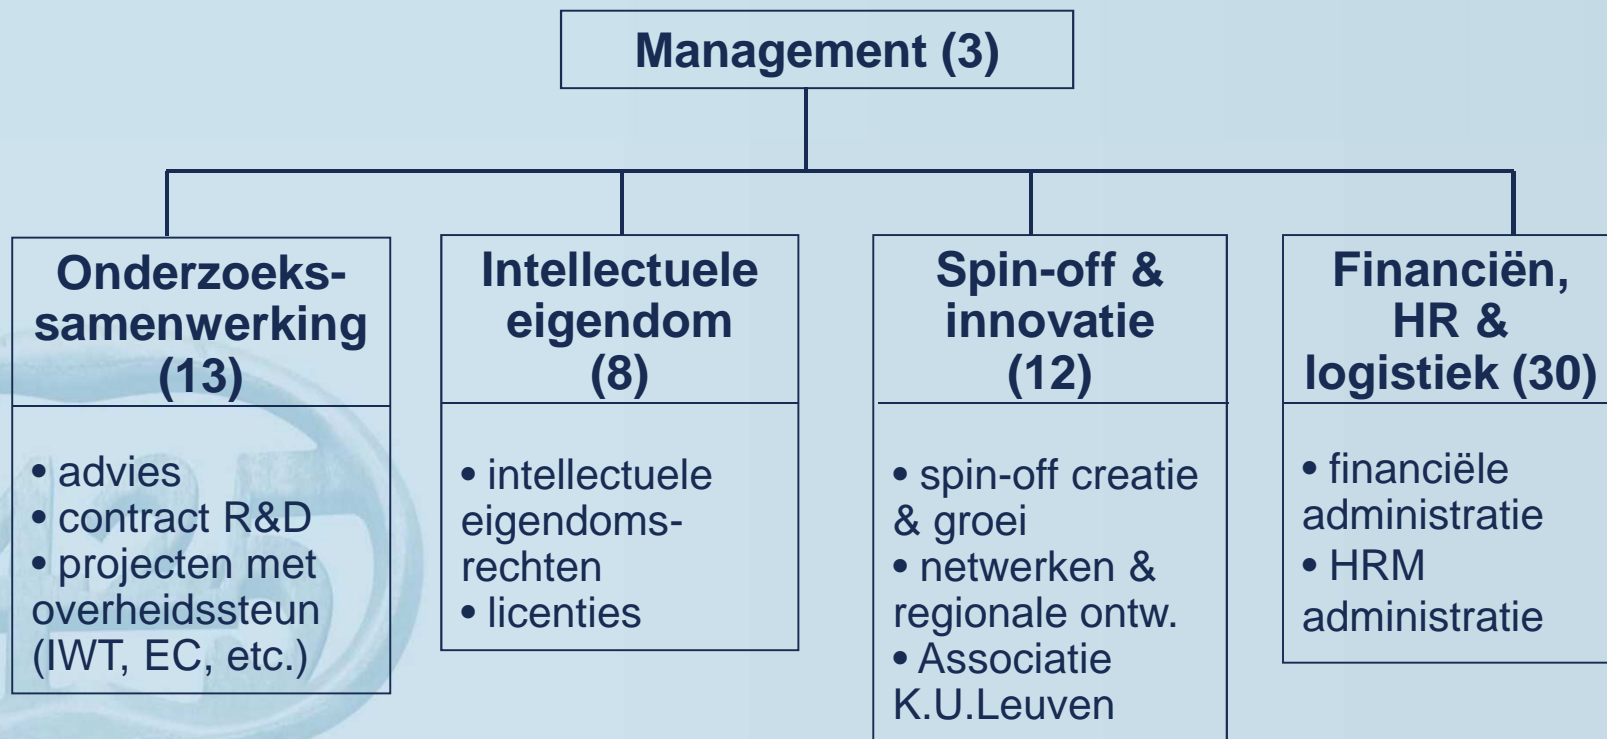 Management (3)
Onderzoeks-
samenwerking
(13)
• advies
• contract R&D
• projecten met
overheidssteun
(IWT, EC, etc.)
Intellectuele
eigendom
(8)
• intellectuele
eigendoms-
rechten
• licenties
Spin-off &
innovatie
(12)
• spin-off creatie
& groei
• netwerken &
regionale ontw.
• Associatie
K.U.Leuven
Financiën,
HR &
logistiek (30)
• financiële
administratie
• HRM
administratie